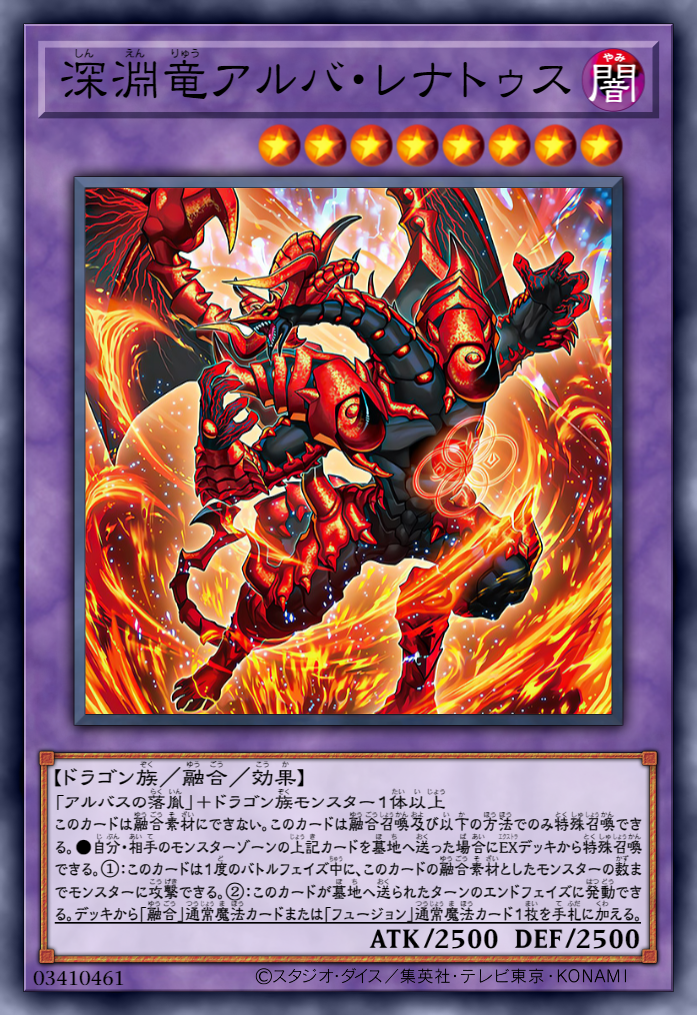 深淵竜アルバ・レナトゥス 闇
【ドラゴン族／融合／効果】
「アルバスの落胤」＋ドラゴン族モンスター１体以上
このカードは融合素材にできない。このカードは融合召喚及び以下の方法でのみ特殊召喚でき
る。●自分・相手のモンスターゾーンの上記カードを墓地へ送った場合にEXデッキから特殊召喚
できる。①：このカードは１度のバトルフェイズ中に、このカードの融合素材としたモンスターの数ま
でモンスターに攻撃できる。②：このカードが墓地へ送られたターンのエンドフェイズに発動でき
る。デッキから「融合」通常魔法カードまたは「フュージョン」通常魔法カード１枚を手札に加える。
ATK/2500 DEF/2500
03410461 ©スタジオ・ダイス／集英社・テレビ東京・KONAMI